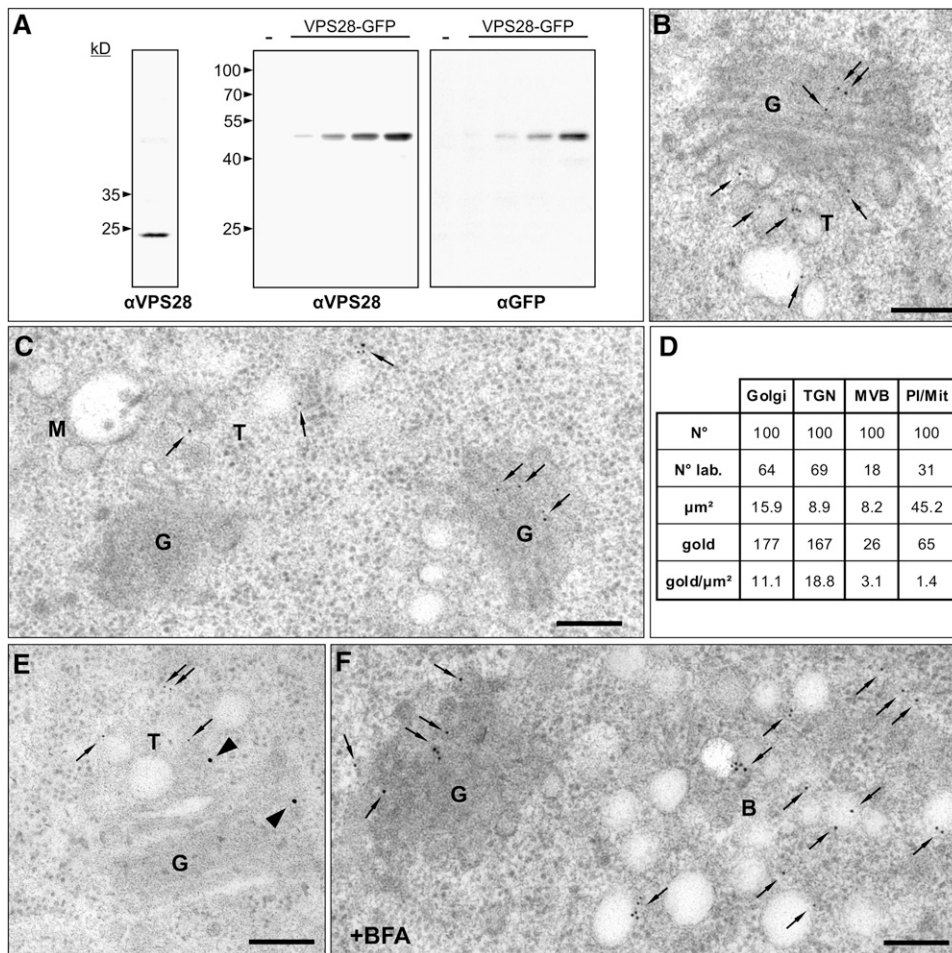 A
kD
35
25
αVPS28
- VPS28-GFP
100
70
55
40
25
αVPS28
- VPS28-GFP
αGFP
B
G
T
C
M
T
G
G
D
Golgi TGN MVB Pl/Mit
N° 100 100 100 100
N° lab. 64 69 18 31
µm² 15.9 8.9 8.2 45.2
gold 177 167 26 65
gold/µm² 11.1 18.8 3.1 1.4
E
T
G
F
G
B
+BFA